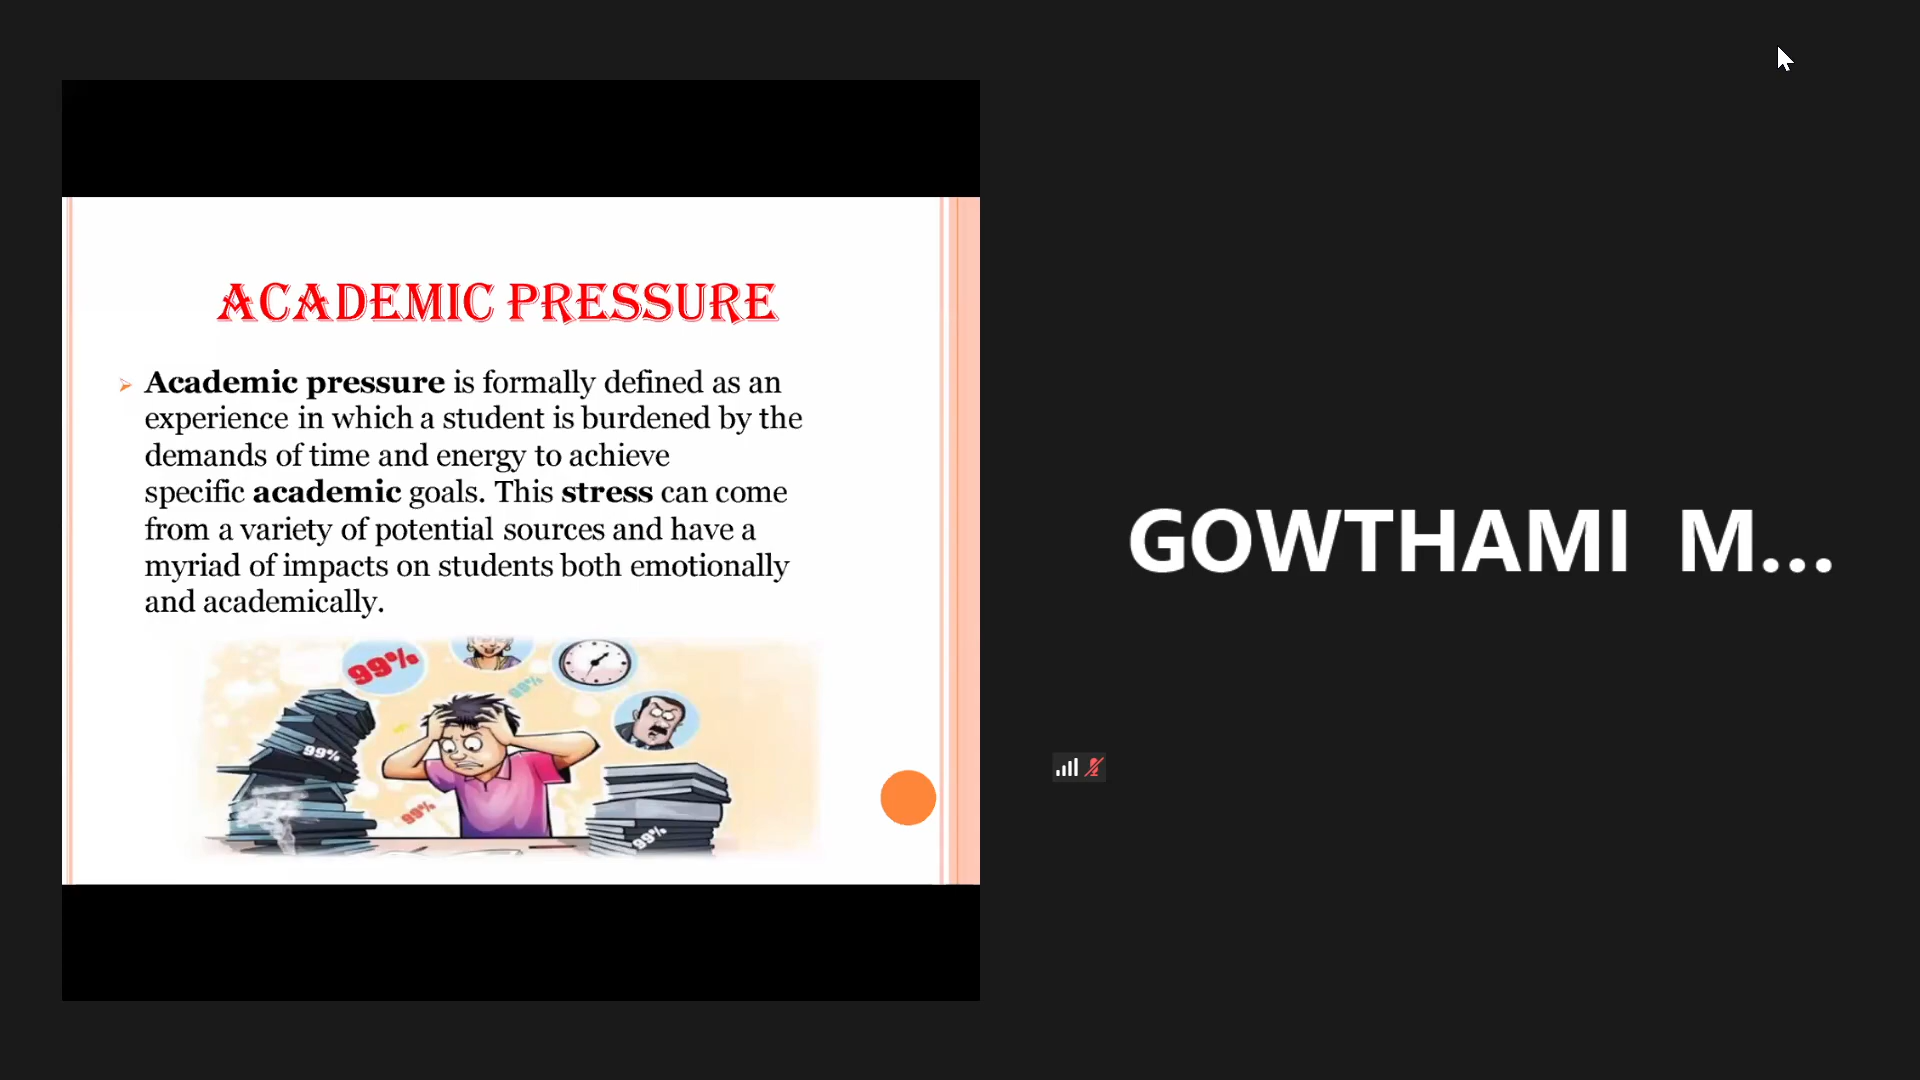 ACADEMIC PRESSURE
Academic pressure is formally defined as an
experience in which a student is burdened by the
demands of time and energy to achieve
specific academic goals. This stress can come
from a variety of potential sources and have a
myriad of impacts on students both emotionally
and academically.
99%
99%
99%
99%
99%
GOWTHAMI M...